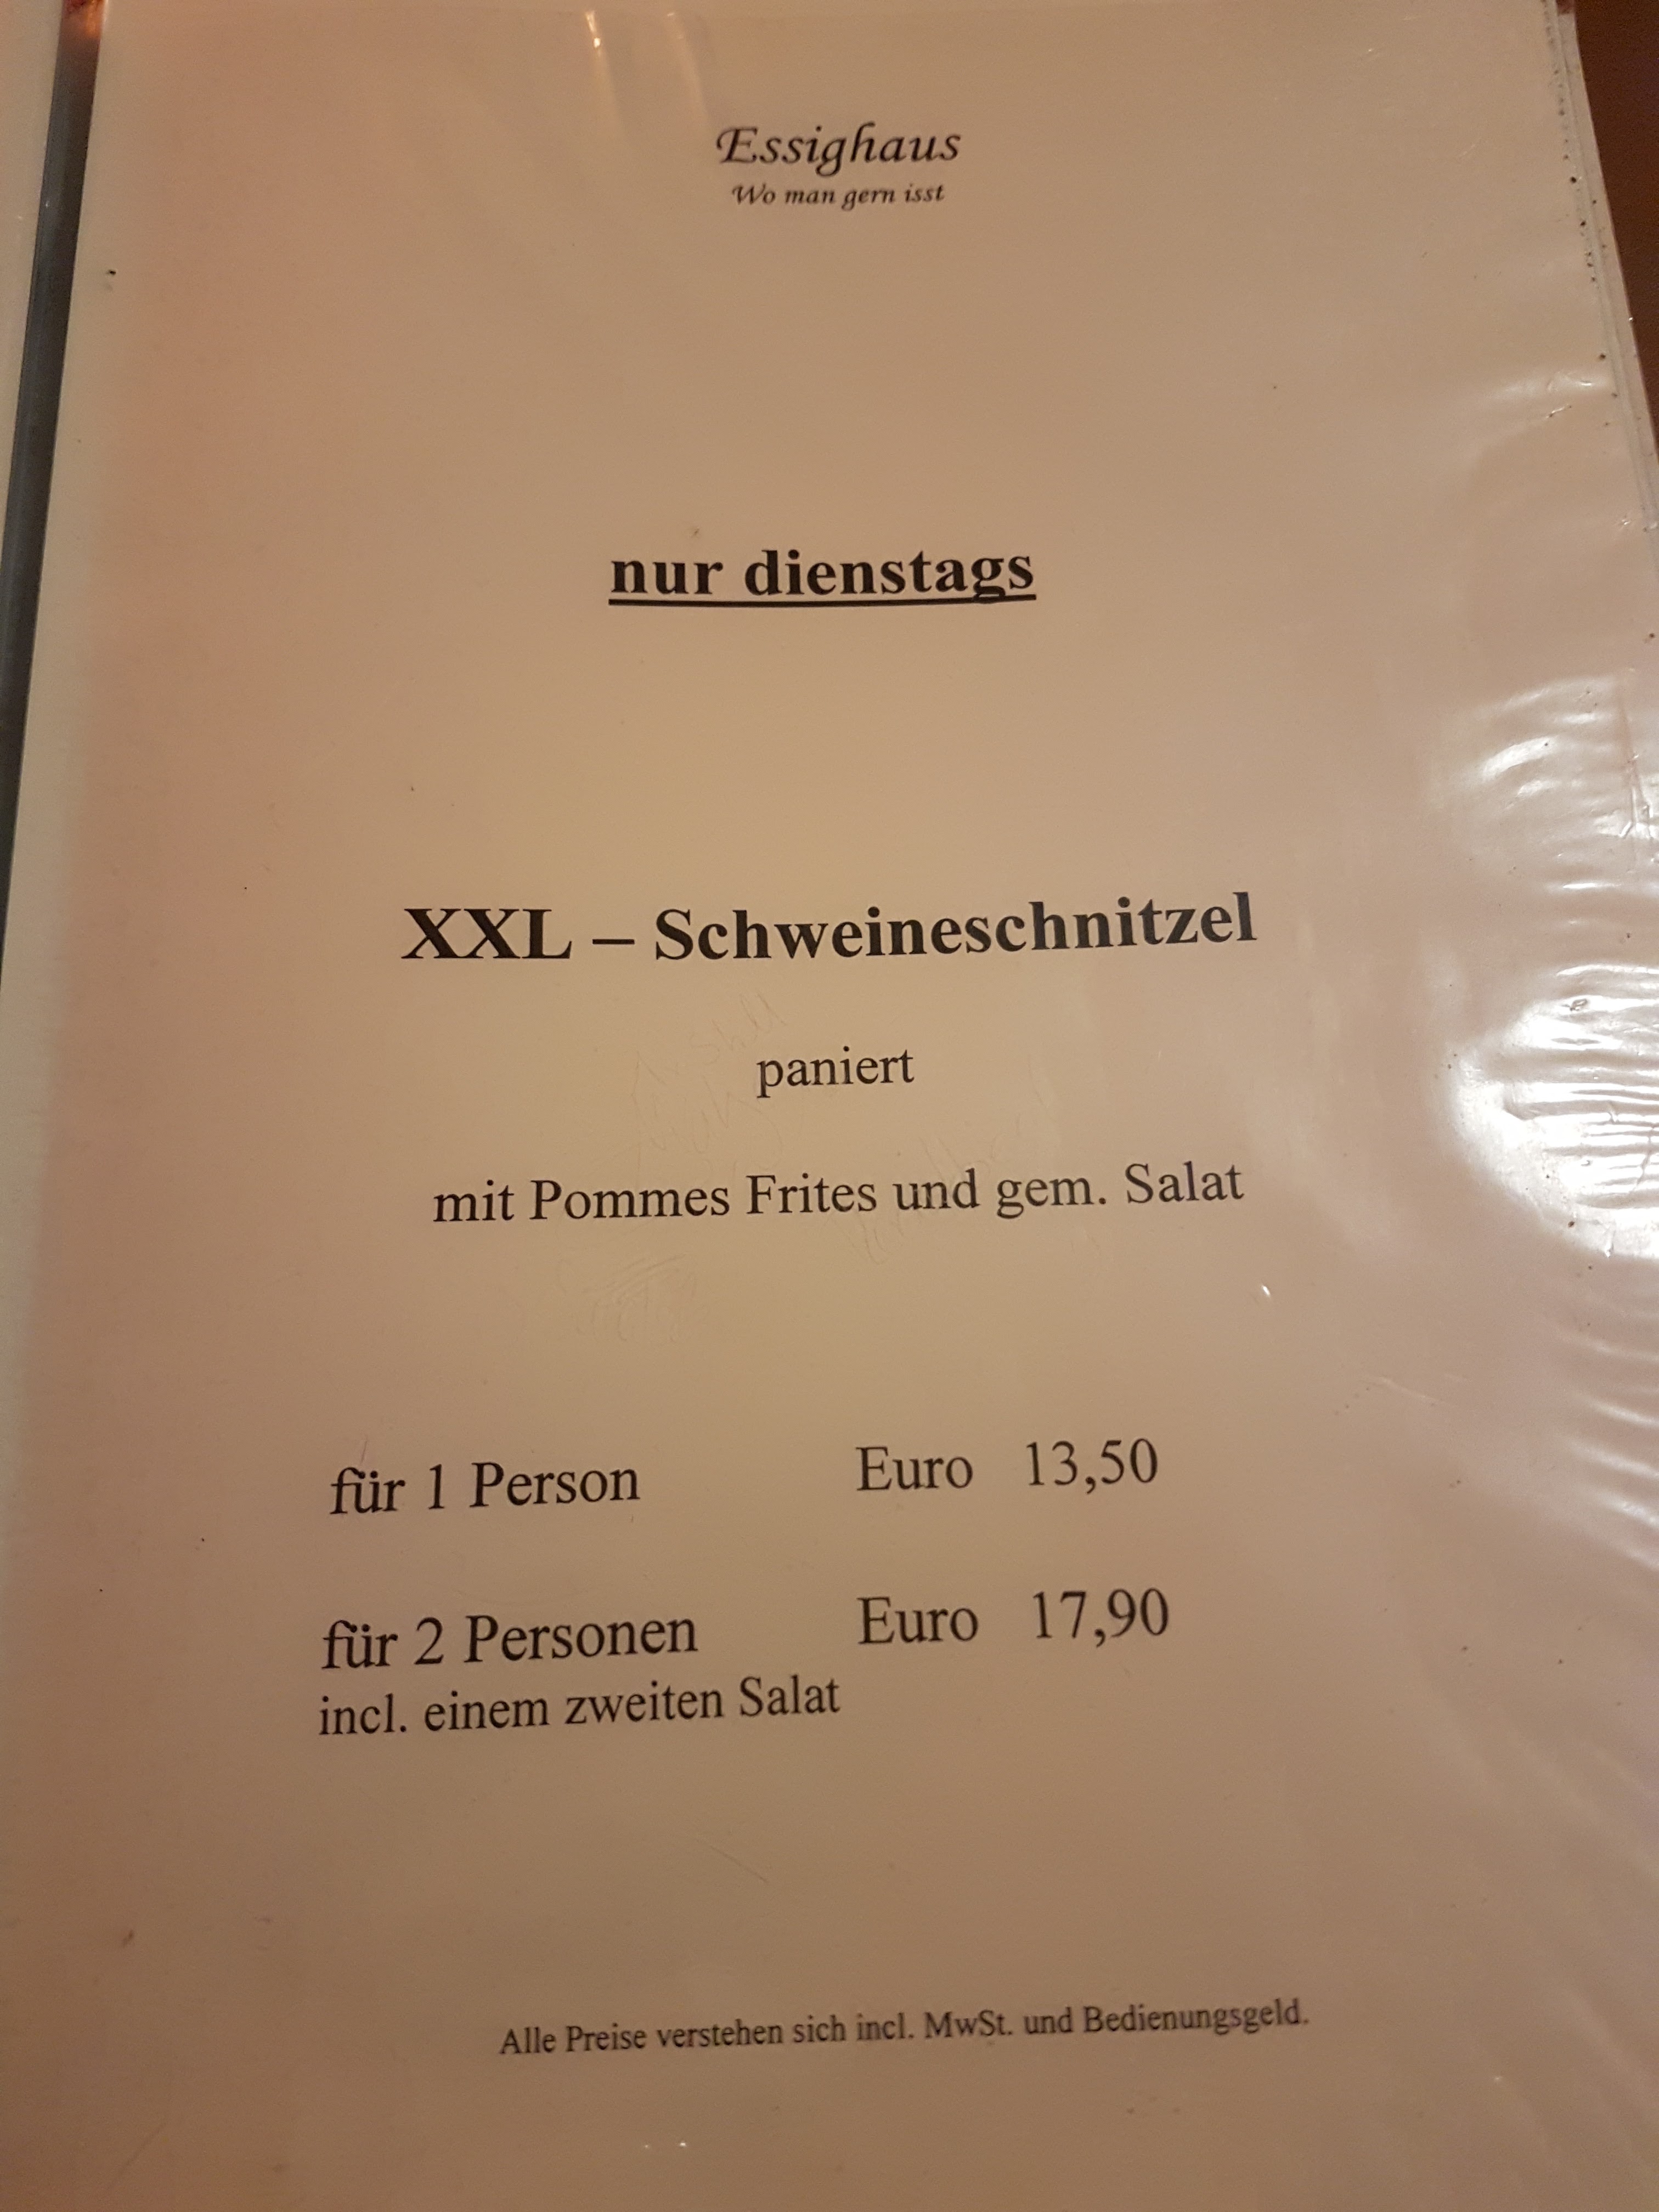 Essighaus
Wo man gern isst
nur dienstags
XXL – Schweineschnitzel
paniert
mit Pommes Frites und gem. Salat
für 1 Person Euro 13,50
für 2 Personen Euro 17,90
incl. einem zweiten Salat
Alle Preise verstehen sich incl. MwSt. und Bedienungsgeld.